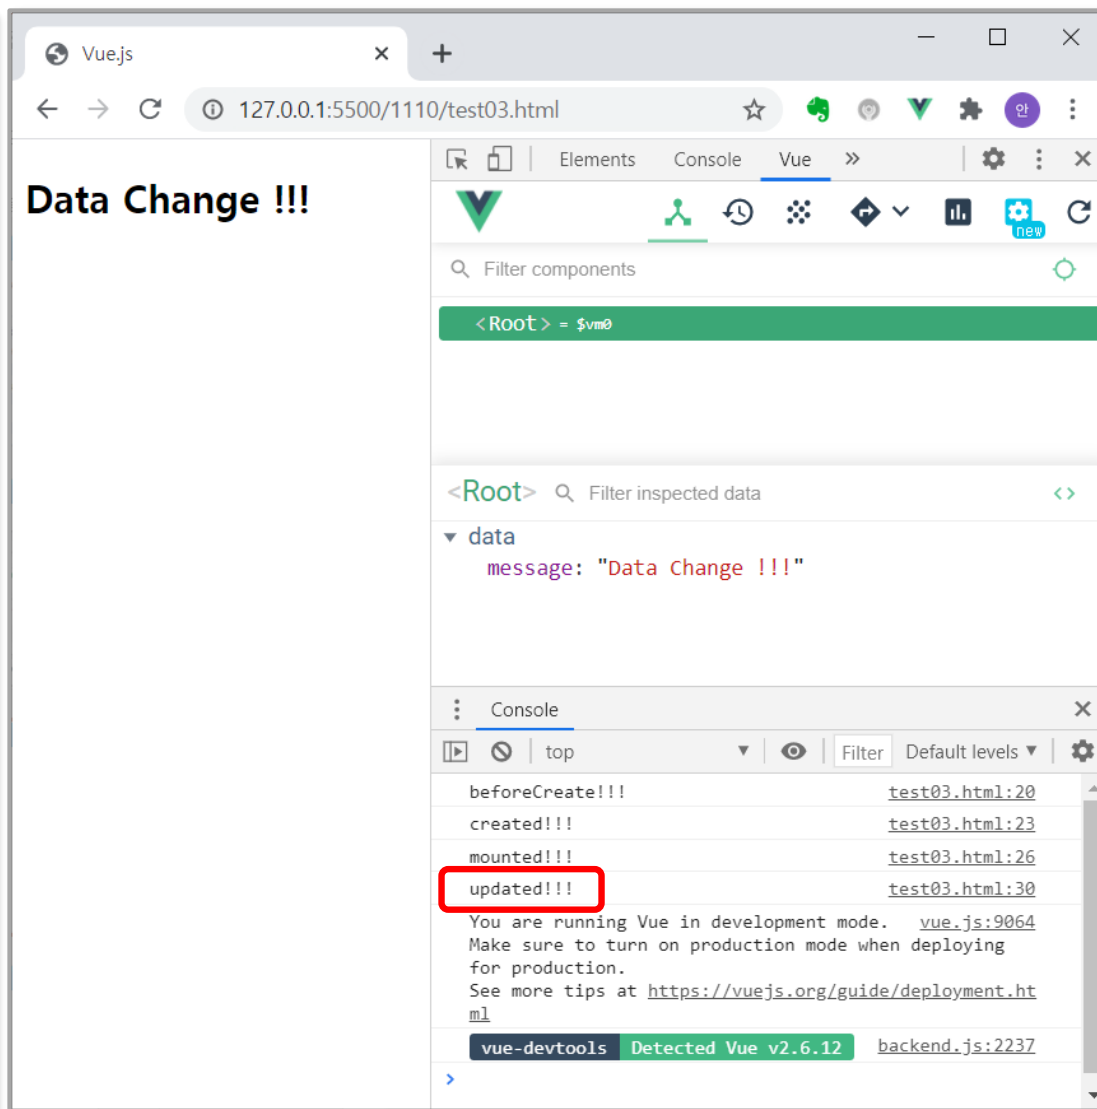 Vue.js
127.0.0.1:5500/1110/test03.html
안
Data Change !!!
Elements Console Vue
new
Filter components
<Root> = $vm0
<Root> Filter inspected data
data
message: "Data Change !!!"
Console
top Filter Default levels
beforeCreate!!! test03.html:20
created!!! test03.html:23
mounted!!! test03.html:26
updated!!! test03.html:30
You are running Vue in development mode. vue.js:9064
Make sure to turn on production mode when deploying
for production.
See more tips at https://vuejs.org/guide/deployment.ht
ml
vue-devtools Detected Vue v2.6.12 backend.js:2237